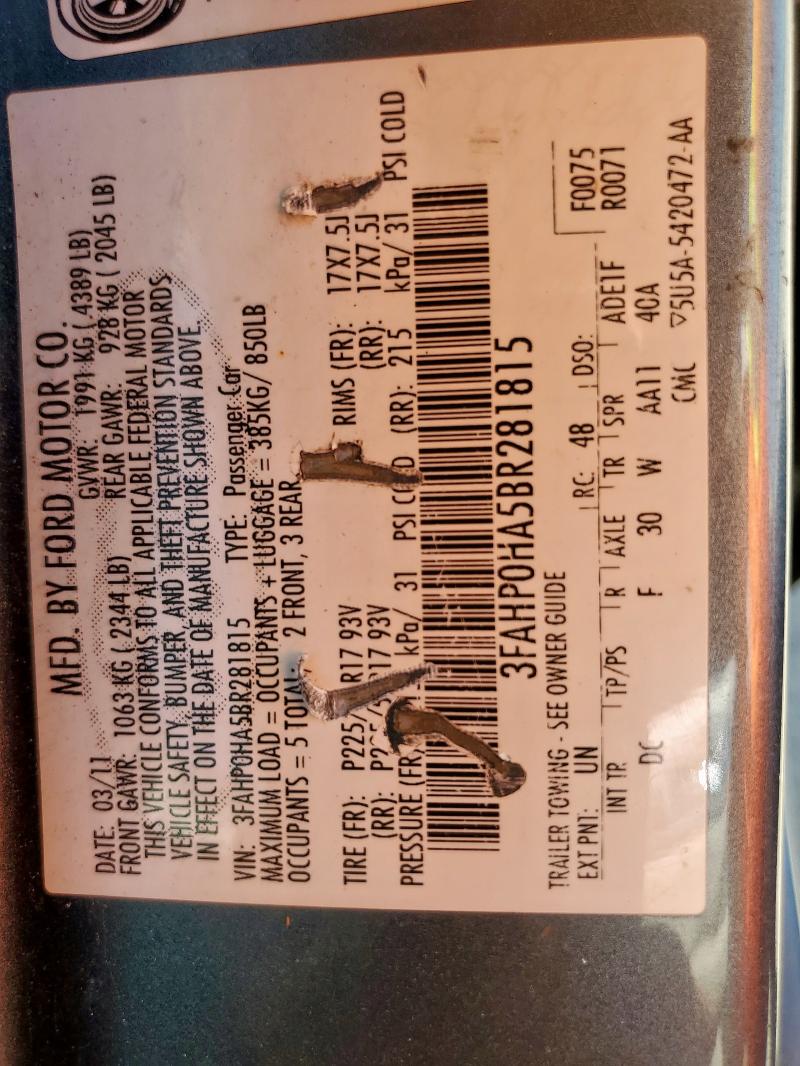 MFD. BY FORD MOTOR CO.
DATE: 03/11 GVWR: 1991 KG ( 4389 LB)
FRONT GAWR: 1063 KG ( 2344 LB) REAR GAWR: 928 KG ( 2045 LB)
THIS VEHICLE CONFORMS TO ALL APPLICABLE FEDERAL MOTOR
VEHICLE SAFETY, BUMPER, AND THEFT PREVENTION STANDARDS
IN EFFECT ON THE DATE OF MANUFACTURE SHOWN ABOVE.
VIN: 3FAHP0HA5BR281815 TYPE: Passenger Car
MAXIMUM LOAD = OCCUPANTS + LUGGAGE = 385KG/ 850LB
OCCUPANTS = 5 TOTAL, 2 FRONT, 3 REAR
TIRE (FR): P225/ R17 93V RIMS (FR): 17X7.5J
(RR): R17 93V (RR): 17X7.5J
PRESSURE (FR kPa/ 31 PSI COLD (RR): 215 kPa/ 31 PSI COLD
3FAHP0HA5BR281815
TRAILER TOWING - SEE OWNER GUIDE
EXT PNT: UN RC: 48 DSO: F0075
R0071
INT TR TP/PS R AXLE TR SPR ADE1F
DC F 30 W AA11 4CA
CMC ▽5U5A-5420472-AA